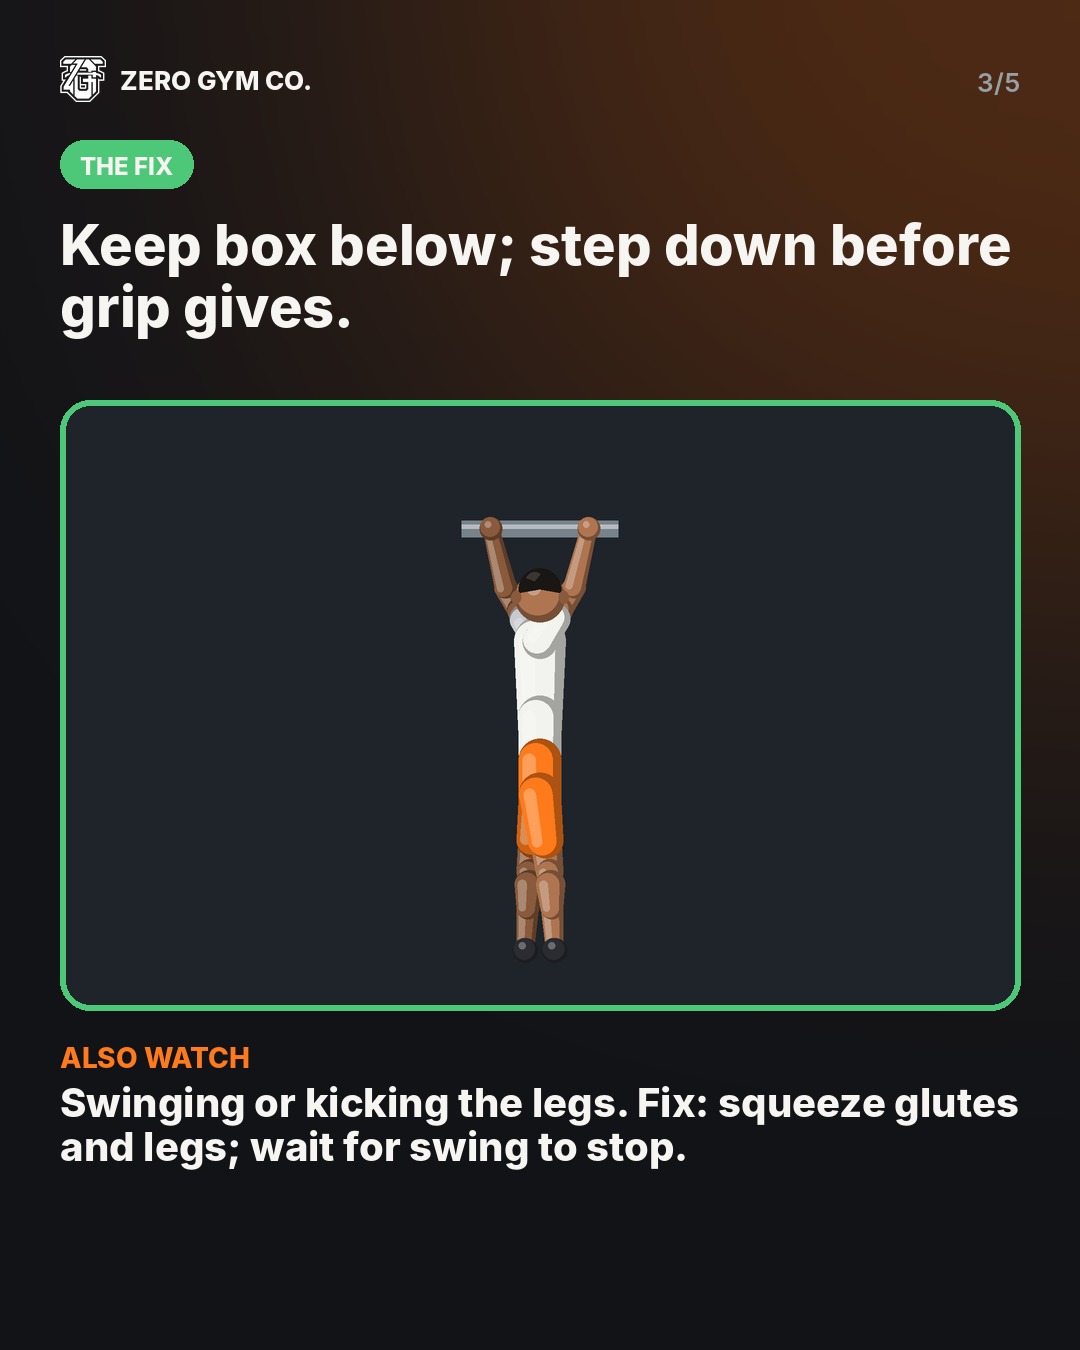 ZERO GYM CO.
3/5
THE FIX
Keep box below; step down before
grip gives.
ALSO WATCH
Swinging or kicking the legs. Fix: squeeze glutes
and legs; wait for swing to stop.